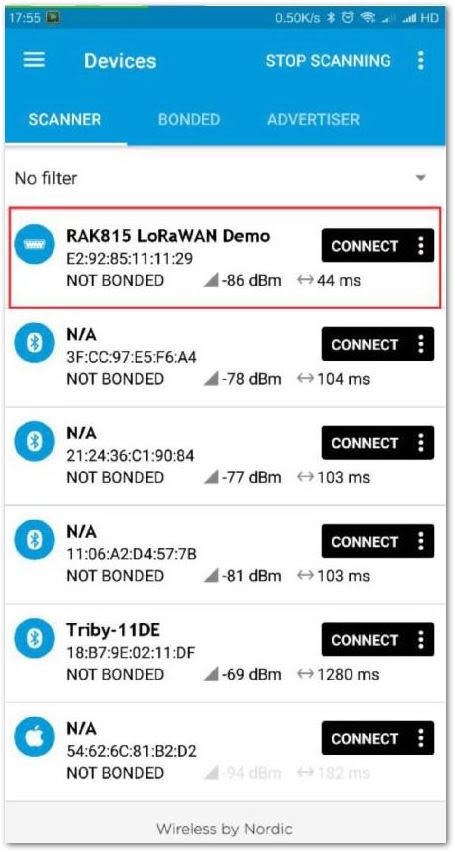 17:55 0.50K/s HD
Devices STOP SCANNING
SCANNER BONDED ADVERTISER
No filter
RAK815 LoRaWAN Demo
E2:92:85:11:11:29
NOT BONDED -86 dBm 44 ms
CONNECT
N/A
3F:CC:97:E5:F6:A4
NOT BONDED -78 dBm 104 ms
CONNECT
N/A
21:24:36:C1:90:84
NOT BONDED -77 dBm 103 ms
CONNECT
N/A
11:06:A2:D4:57:7B
NOT BONDED -81 dBm 103 ms
CONNECT
Triby-11DE
18:B7:9E:02:11:DF
NOT BONDED -69 dBm 1280 ms
CONNECT
N/A
54:62:6C:81:B2:D2
NOT BONDED -94 dBm 182 ms
CONNECT
Wireless by Nordic